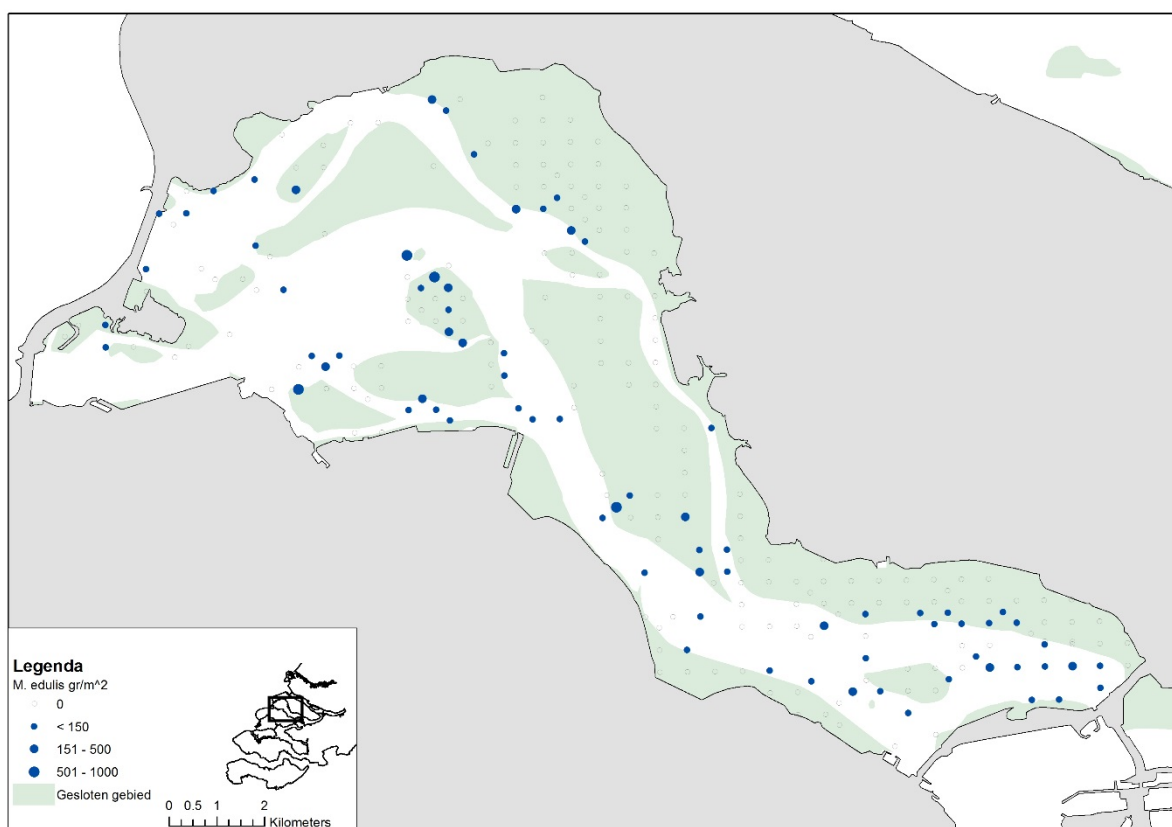 Legenda
M. edulis gr/m^2
0
< 150
151 - 500
501 - 1000
Gesloten gebied
0 0.5 1 2
Kilometers